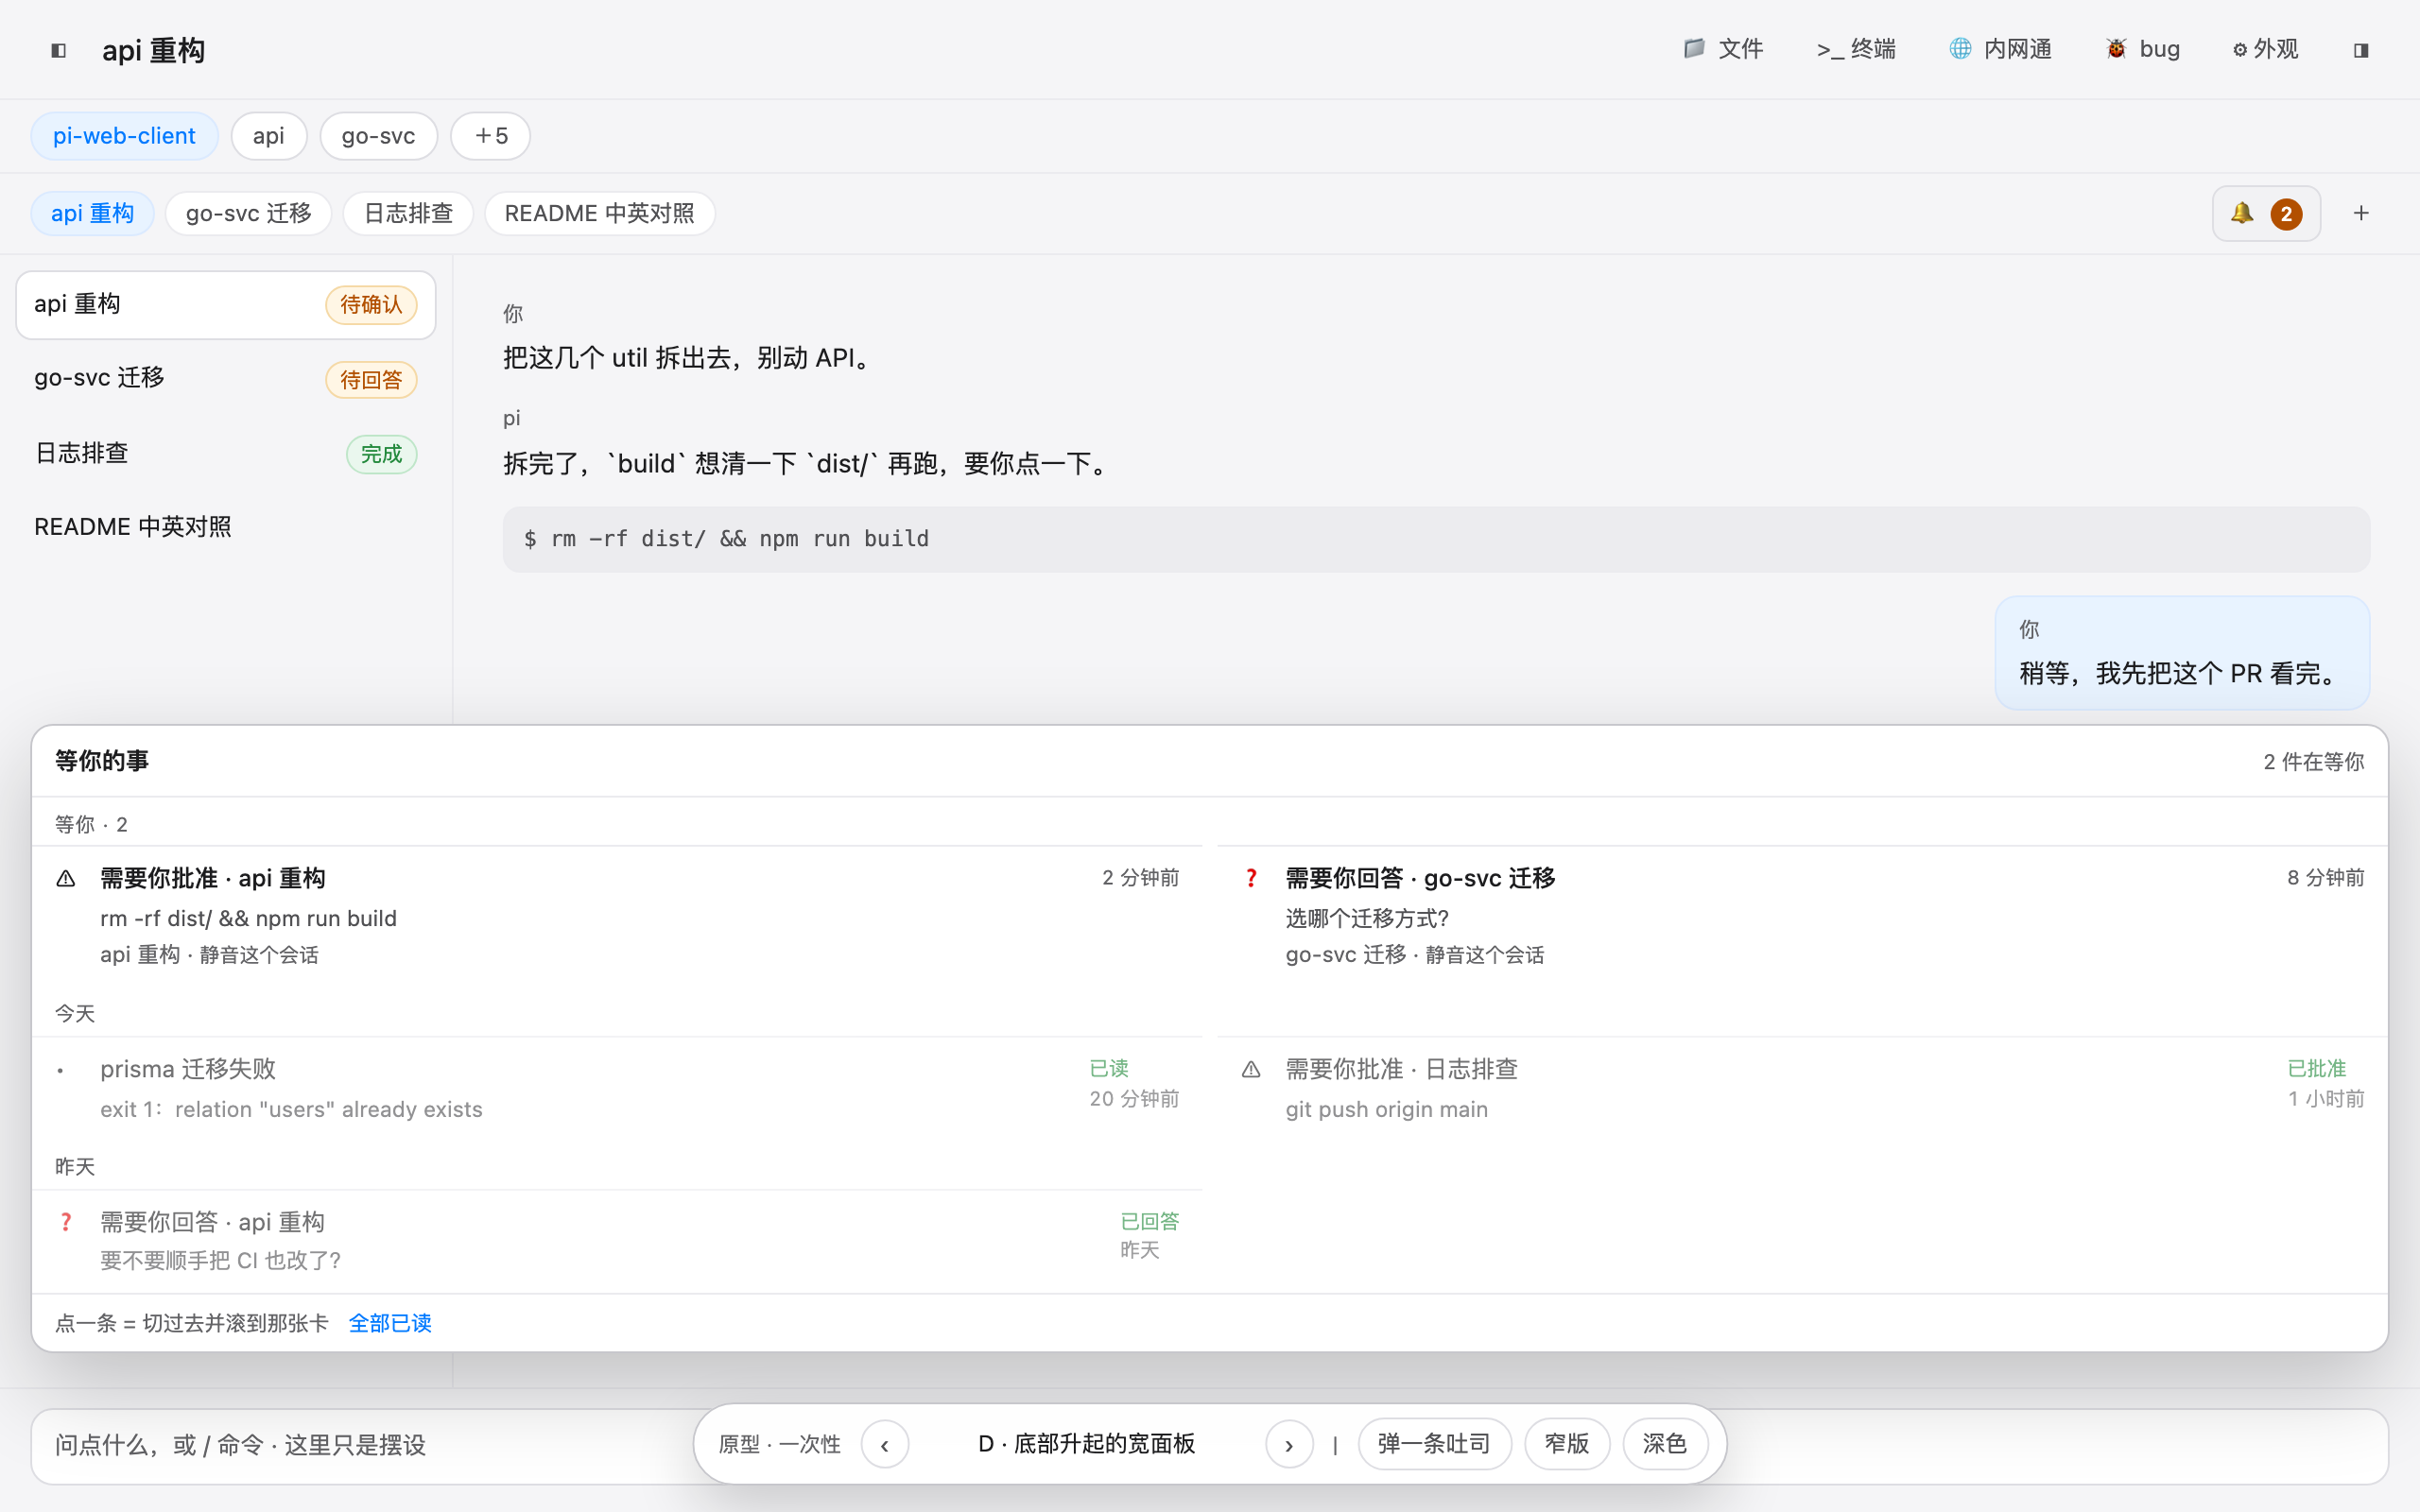 api 重构
文件
>_ 终端
内网通
bug
外观
pi-web-client
api
go-svc
+5
api 重构
go-svc 迁移
日志排查
README 中英对照
2
+
api 重构
待确认
go-svc 迁移
待回答
日志排查
完成
README 中英对照
你
把这几个 util 拆出去，别动 API。
pi
拆完了，`build` 想清一下 `dist/` 再跑，要你点一下。
$ rm -rf dist/ && npm run build
你
稍等，我先把这个 PR 看完。
等你的事
2 件在等你
等你 · 2
需要你批准 · api 重构
2 分钟前
rm -rf dist/ && npm run build
api 重构 · 静音这个会话
?
需要你回答 · go-svc 迁移
8 分钟前
选哪个迁移方式?
go-svc 迁移 · 静音这个会话
今天
· prisma 迁移失败
已读
exit 1：relation "users" already exists
20 分钟前
需要你批准 · 日志排查
已批准
git push origin main
1 小时前
昨天
?
需要你回答 · api 重构
已回答
要不要顺手把 CI 也改了?
昨天
点一条 = 切过去并滚到那张卡 全部已读
问点什么，或 / 命令 · 这里只是摆设
原型 · 一次性
‹
D · 底部升起的宽面板
›
|
弹一条吐司
窄版
深色